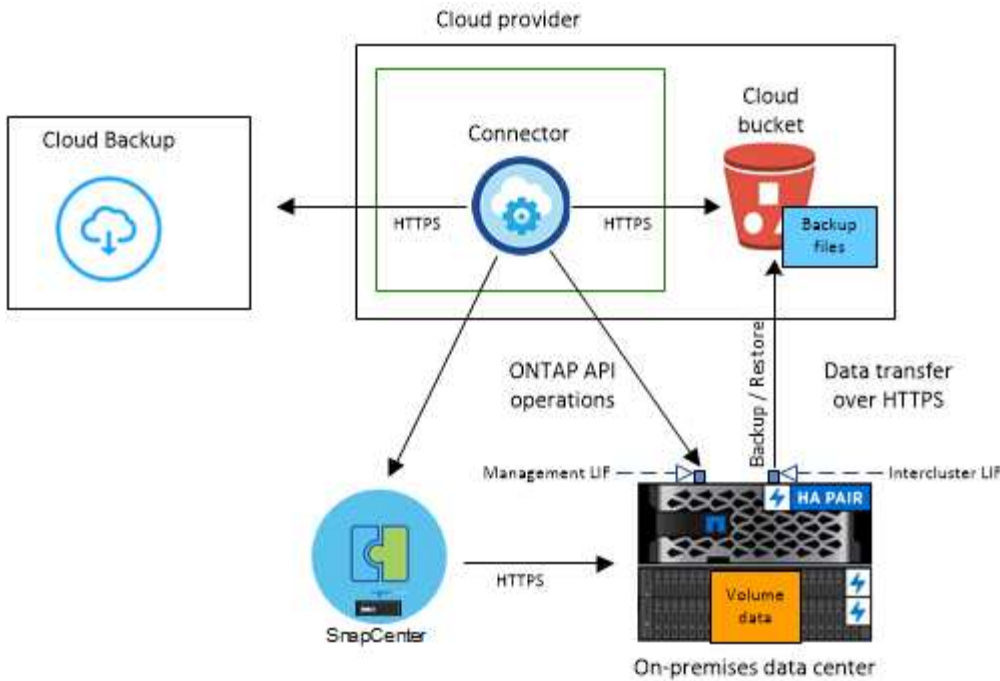 Cloud provider
Cloud Backup
Connector
Cloud
bucket
HTTPS
HTTPS
Backup
files
ONTAP API
operations
Backup / Restore
Data transfer
over HTTPS
Management LIF
Intercluster LIF
HA PAIR
HTTPS
Volume
data
SnapCenter
On-premises data center